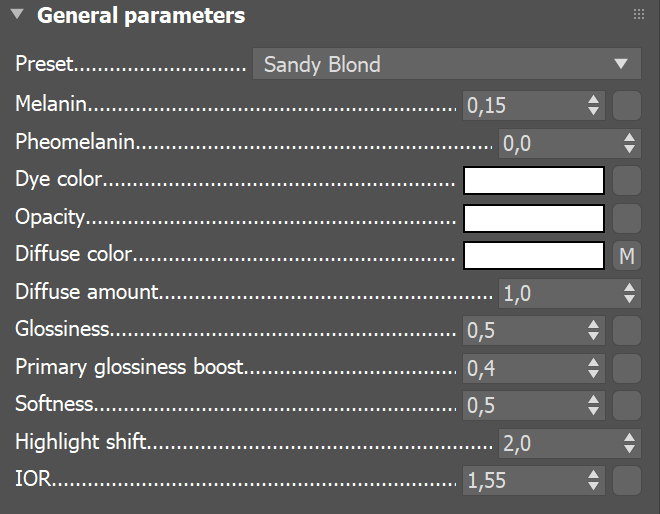 General parameters
Preset............................ Sandy Blond
Melanin............................................................. 0,15
Pheomelanin........................................................... 0,0
Dye color...........................................................
Opacity..............................................................
Diffuse color...................................................... M
Diffuse amount....................................................... 1,0
Glossiness.......................................................... 0,5
Primary glossiness boost................................... 0,4
Softness............................................................ 0,5
Highlight shift......................................................... 2,0
IOR................................................................... 1,55